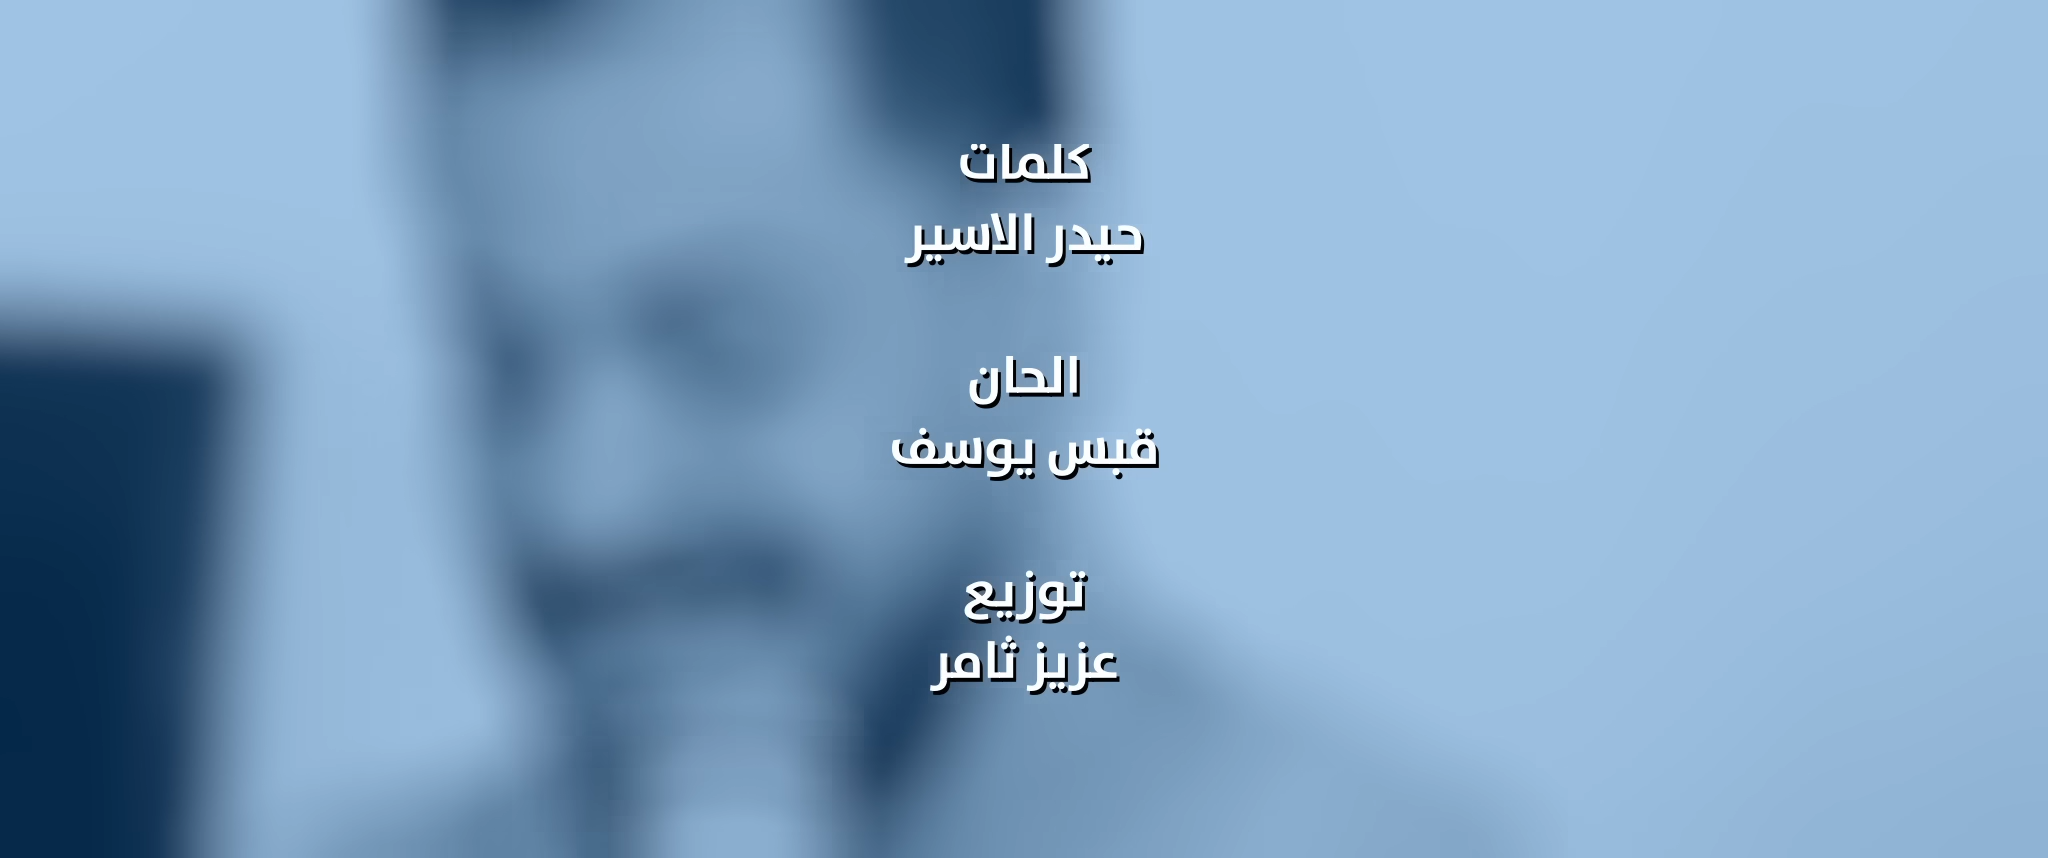 كلمات
حيدر الاسير
الحان
قبس يوسف
توزيع
عزيز ثامر